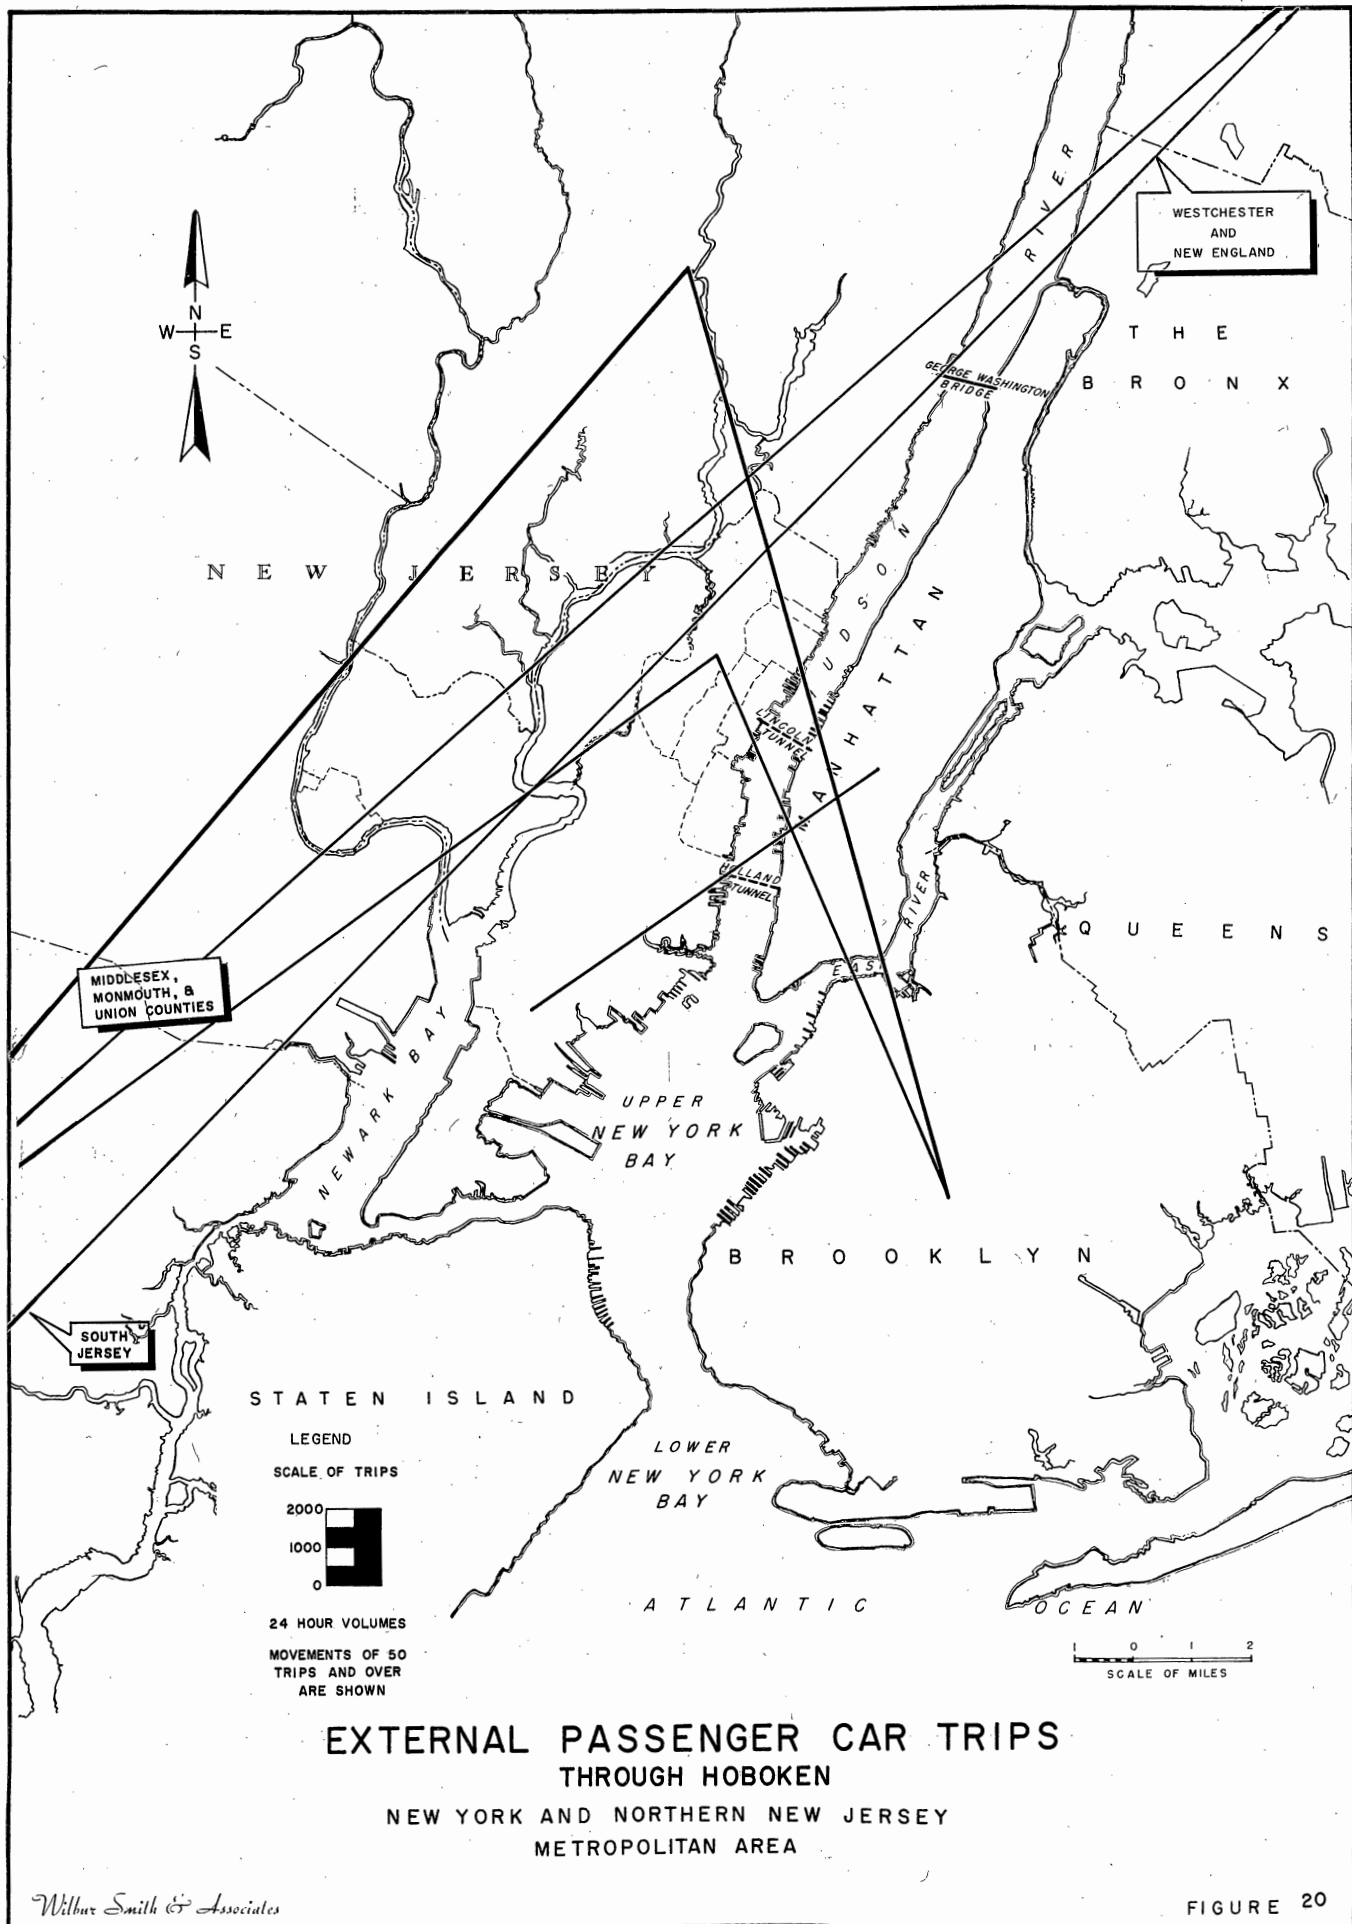 WESTCHESTER
AND
NEW ENGLAND
RIVER
N
W E
S
THE
BRONX
GEORGE WASHINGTON
BRIDGE
NEW JERSEY
HUDSON
MANHATTAN
LINCOLN
TUNNEL
HOLLAND
TUNNEL
EAST RIVER
QUEENS
MIDDLESEX,
MONMOUTH, &
UNION COUNTIES
NEWARK BAY
UPPER
NEW YORK
BAY
BROOKLYN
SOUTH
JERSEY
STATEN ISLAND
LOWER
NEW YORK
BAY
LEGEND
SCALE OF TRIPS
2000
1000
0
24 HOUR VOLUMES
MOVEMENTS OF 50
TRIPS AND OVER
ARE SHOWN
ATLANTIC OCEAN
1 0 1 2
SCALE OF MILES
EXTERNAL PASSENGER CAR TRIPS
THROUGH HOBOKEN
NEW YORK AND NORTHERN NEW JERSEY
METROPOLITAN AREA
Wilbur Smith & Associates
FIGURE 20